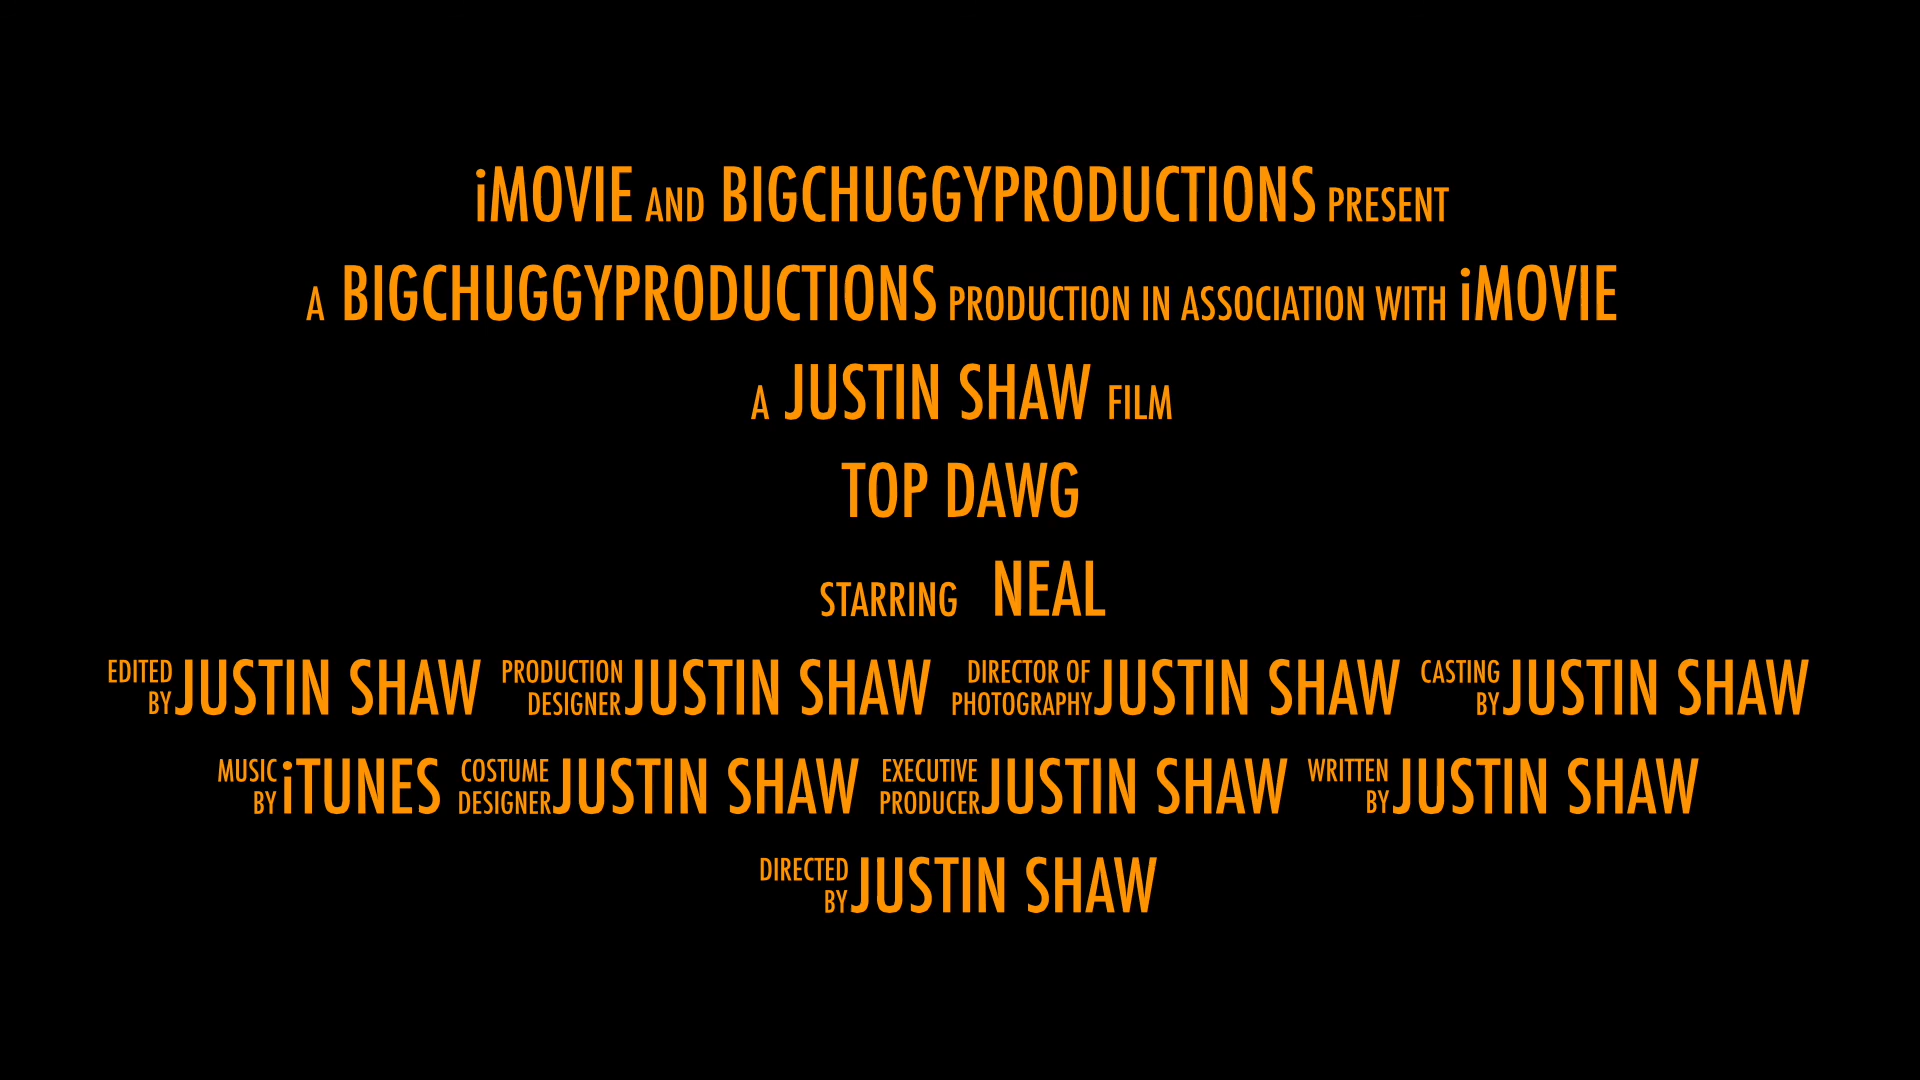 iMOVIE AND BIGCHUGGYPRODUCTIONS PRESENT
A BIGCHUGGYPRODUCTIONS PRODUCTION IN ASSOCIATION WITH iMOVIE
A JUSTIN SHAW FILM
TOP DAWG
STARRING NEAL
EDITED BY JUSTIN SHAW PRODUCTION DESIGNER JUSTIN SHAW DIRECTOR OF PHOTOGRAPHY JUSTIN SHAW CASTING BY JUSTIN SHAW
MUSIC BY iTUNES COSTUME DESIGNER JUSTIN SHAW EXECUTIVE PRODUCER JUSTIN SHAW WRITTEN BY JUSTIN SHAW
DIRECTED BY JUSTIN SHAW